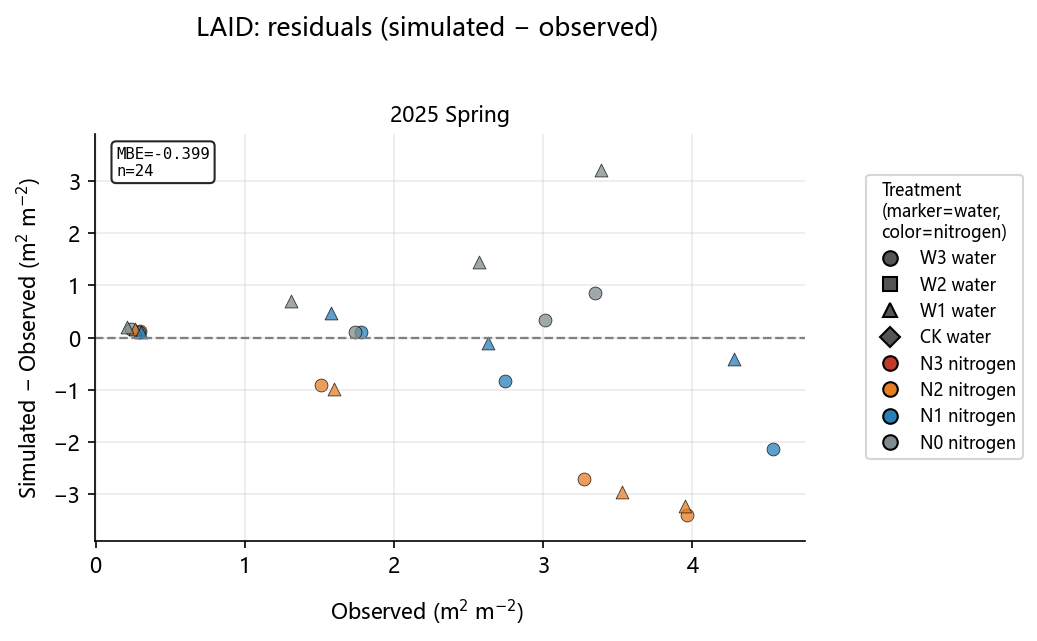 LAID: residuals (simulated − observed)
2025 Spring
MBE=-0.399
n=24
3
2
1
0
−1
−2
−3
Simulated − Observed (m² m⁻²)
0
1
2
3
4
Observed (m² m⁻²)
Treatment
(marker=water,
color=nitrogen)
W3 water
W2 water
W1 water
CK water
N3 nitrogen
N2 nitrogen
N1 nitrogen
N0 nitrogen